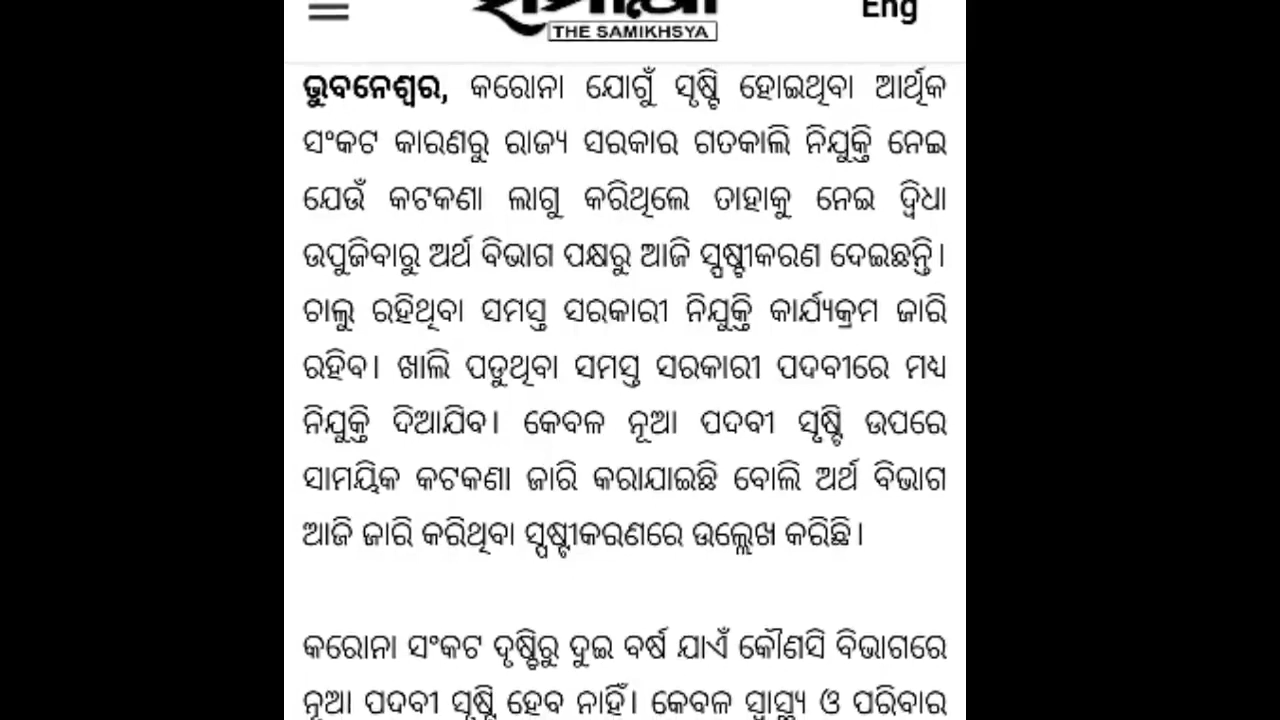 Eng
THE SAMIKHSYA
ଭୁବନେଶ୍ୱର, କରୋନା ଯୋଗୁଁ ସୃଷ୍ଟି ହୋଇଥିବା ଆର୍ଥିକ
ସଂକଟ କାରଣରୁ ରାଜ୍ୟ ସରକାର ଗତକାଲି ନିଯୁକ୍ତି ନେଇ
ଯେଉଁ କଟକଣା ଲାଗୁ କରିଥିଲେ ତାହାକୁ ନେଇ ଦ୍ୱିଧା
ଉପୁଜିବାରୁ ଅର୍ଥ ବିଭାଗ ପକ୍ଷରୁ ଆଜି ସ୍ପଷ୍ଟୀକରଣ ଦେଇଛନ୍ତି।
ଚାଲୁ ରହିଥିବା ସମସ୍ତ ସରକାରୀ ନିଯୁକ୍ତି କାର୍ଯ୍ୟକ୍ରମ ଜାରି
ରହିବ। ଖାଲି ପଡୁଥିବା ସମସ୍ତ ସରକାରୀ ପଦବୀରେ ମଧ୍ୟ
ନିଯୁକ୍ତି ଦିଆଯିବ। କେବଳ ନୂଆ ପଦବୀ ସୃଷ୍ଟି ଉପରେ
ସାମୟିକ କଟକଣା ଜାରି କରାଯାଇଛି ବୋଲି ଅର୍ଥ ବିଭାଗ
ଆଜି ଜାରି କରିଥିବା ସ୍ପଷ୍ଟୀକରଣରେ ଉଲ୍ଲେଖ କରିଛି।
କରୋନା ସଂକଟ ଦୃଷ୍ଟିରୁ ଦୁଇ ବର୍ଷ ଯାଏଁ କୌଣସି ବିଭାଗରେ
ନୂଆ ପଦବୀ ସୃଷ୍ଟି ହେବ ନାହିଁ। କେବଳ ସ୍ୱାସ୍ଥ୍ୟ ଓ ପରିବାର